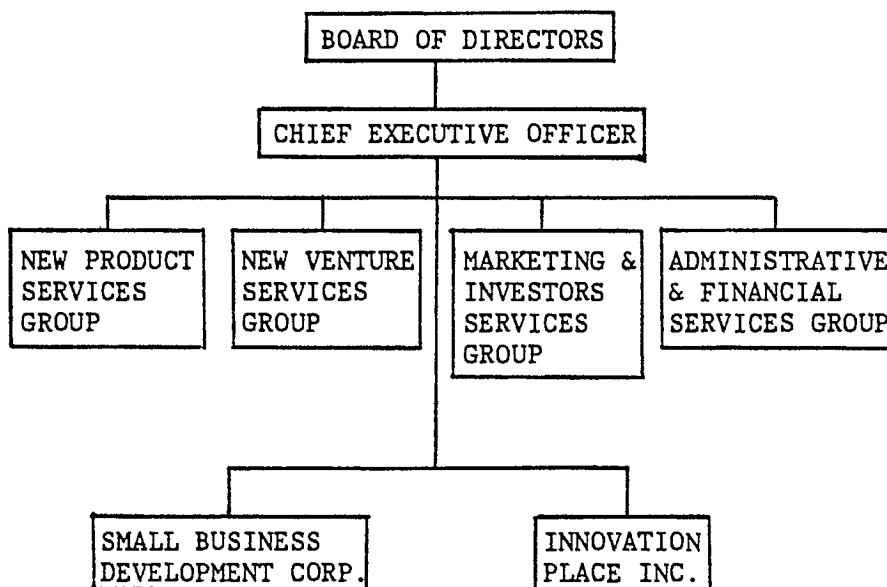 BOARD OF DIRECTORS
CHIEF EXECUTIVE OFFICER
NEW PRODUCT
SERVICES
GROUP
NEW VENTURE
SERVICES
GROUP
MARKETING &
INVESTORS
SERVICES
GROUP
ADMINISTRATIVE
& FINANCIAL
SERVICES GROUP
SMALL BUSINESS
DEVELOPMENT CORP.
INNOVATION
PLACE INC.